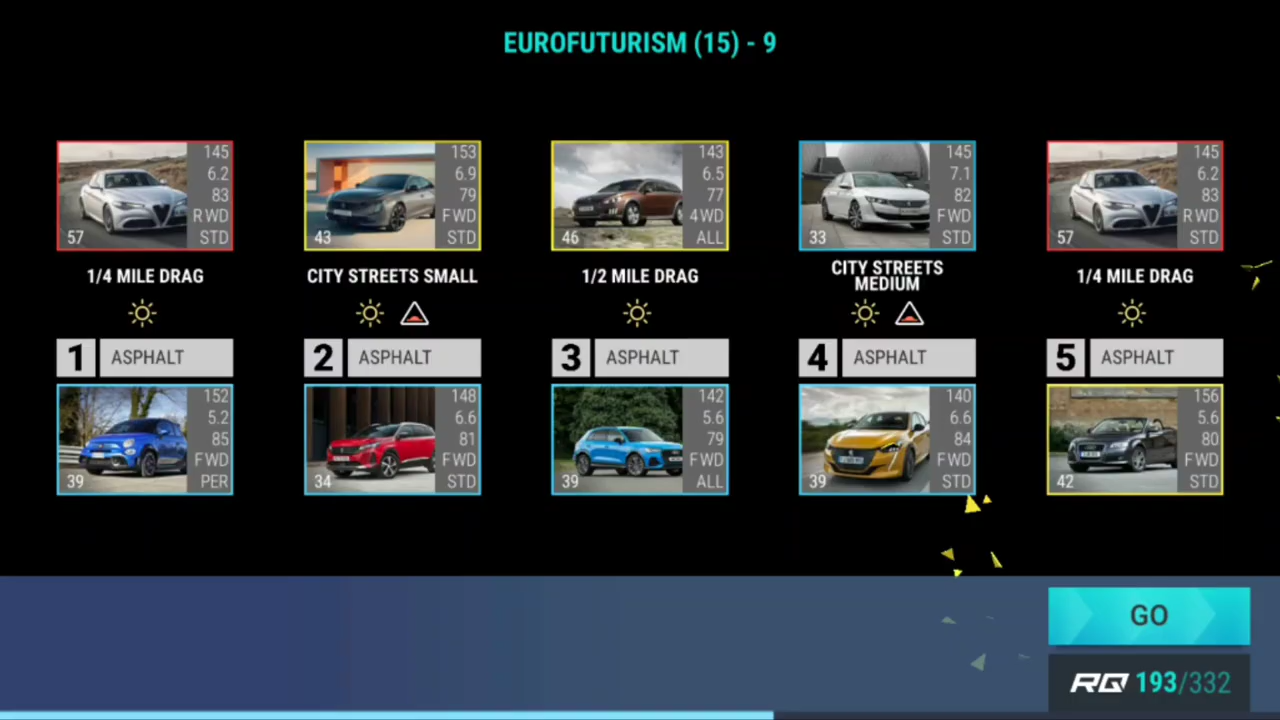 EUROFUTURISM (15) - 9
145
6.2
83
RWD
57 STD
153
6.9
79
FWD
43 STD
143
6.5
77
4WD
46 ALL
145
7.1
82
FWD
33 STD
145
6.2
83
RWD
57 STD
1/4 MILE DRAG
CITY STREETS SMALL
1/2 MILE DRAG
CITY STREETS
MEDIUM
1/4 MILE DRAG
1 ASPHALT
2 ASPHALT
3 ASPHALT
4 ASPHALT
5 ASPHALT
152
5.2
85
FWD
39 PER
148
6.6
81
FWD
34 STD
142
5.6
79
FWD
39 ALL
140
6.6
84
FWD
39 STD
156
5.6
80
FWD
42 STD
GO
RQ 193/332